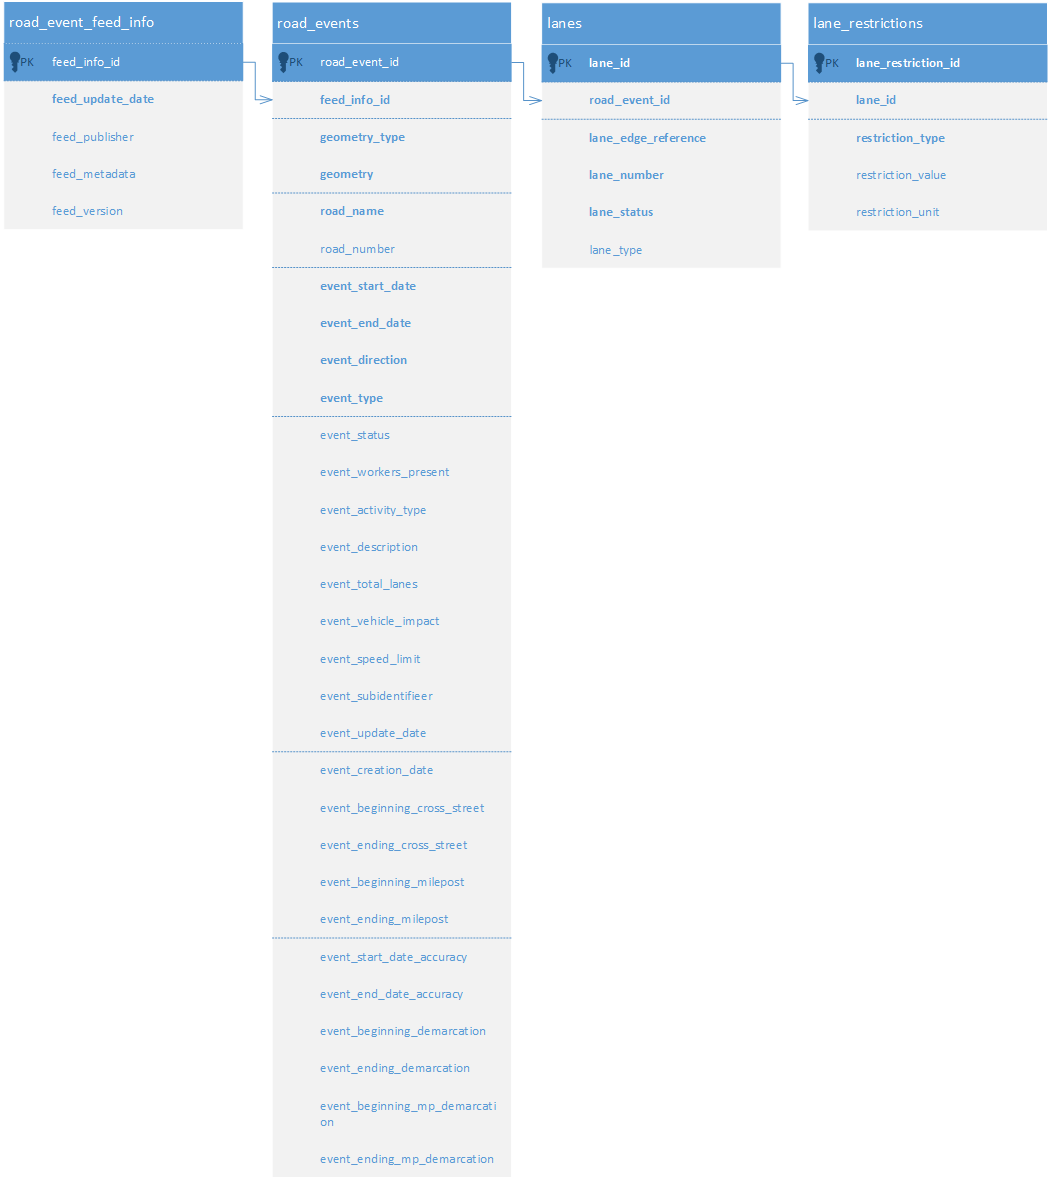 road_event_feed_info
PK feed_info_id
feed_update_date
feed_publisher
feed_metadata
feed_version
road_events
PK road_event_id
feed_info_id
geometry_type
geometry
road_name
road_number
event_start_date
event_end_date
event_direction
event_type
event_status
event_workers_present
event_activity_type
event_description
event_total_lanes
event_vehicle_impact
event_speed_limit
event_subidentifieer
event_update_date
event_creation_date
event_beginning_cross_street
event_ending_cross_street
event_beginning_milepost
event_ending_milepost
event_start_date_accuracy
event_end_date_accuracy
event_beginning_demarcation
event_ending_demarcation
event_beginning_mp_demarcati
on
event_ending_mp_demarcation
lanes
PK lane_id
road_event_id
lane_edge_reference
lane_number
lane_status
lane_type
lane_restrictions
PK lane_restriction_id
lane_id
restriction_type
restriction_value
restriction_unit